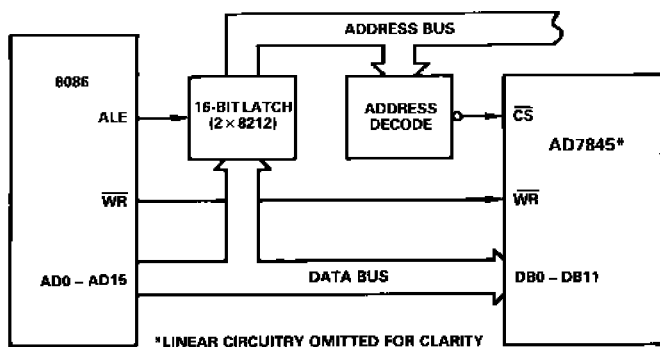 ADDRESS BUS
8086
ALE
16-BIT LATCH
(2 × 8212)
ADDRESS
DECODE
CS
AD7845*
WR
WR
AD0 – AD15
DATA BUS
DB0 – DB11
*LINEAR CIRCUITRY OMITTED FOR CLARITY